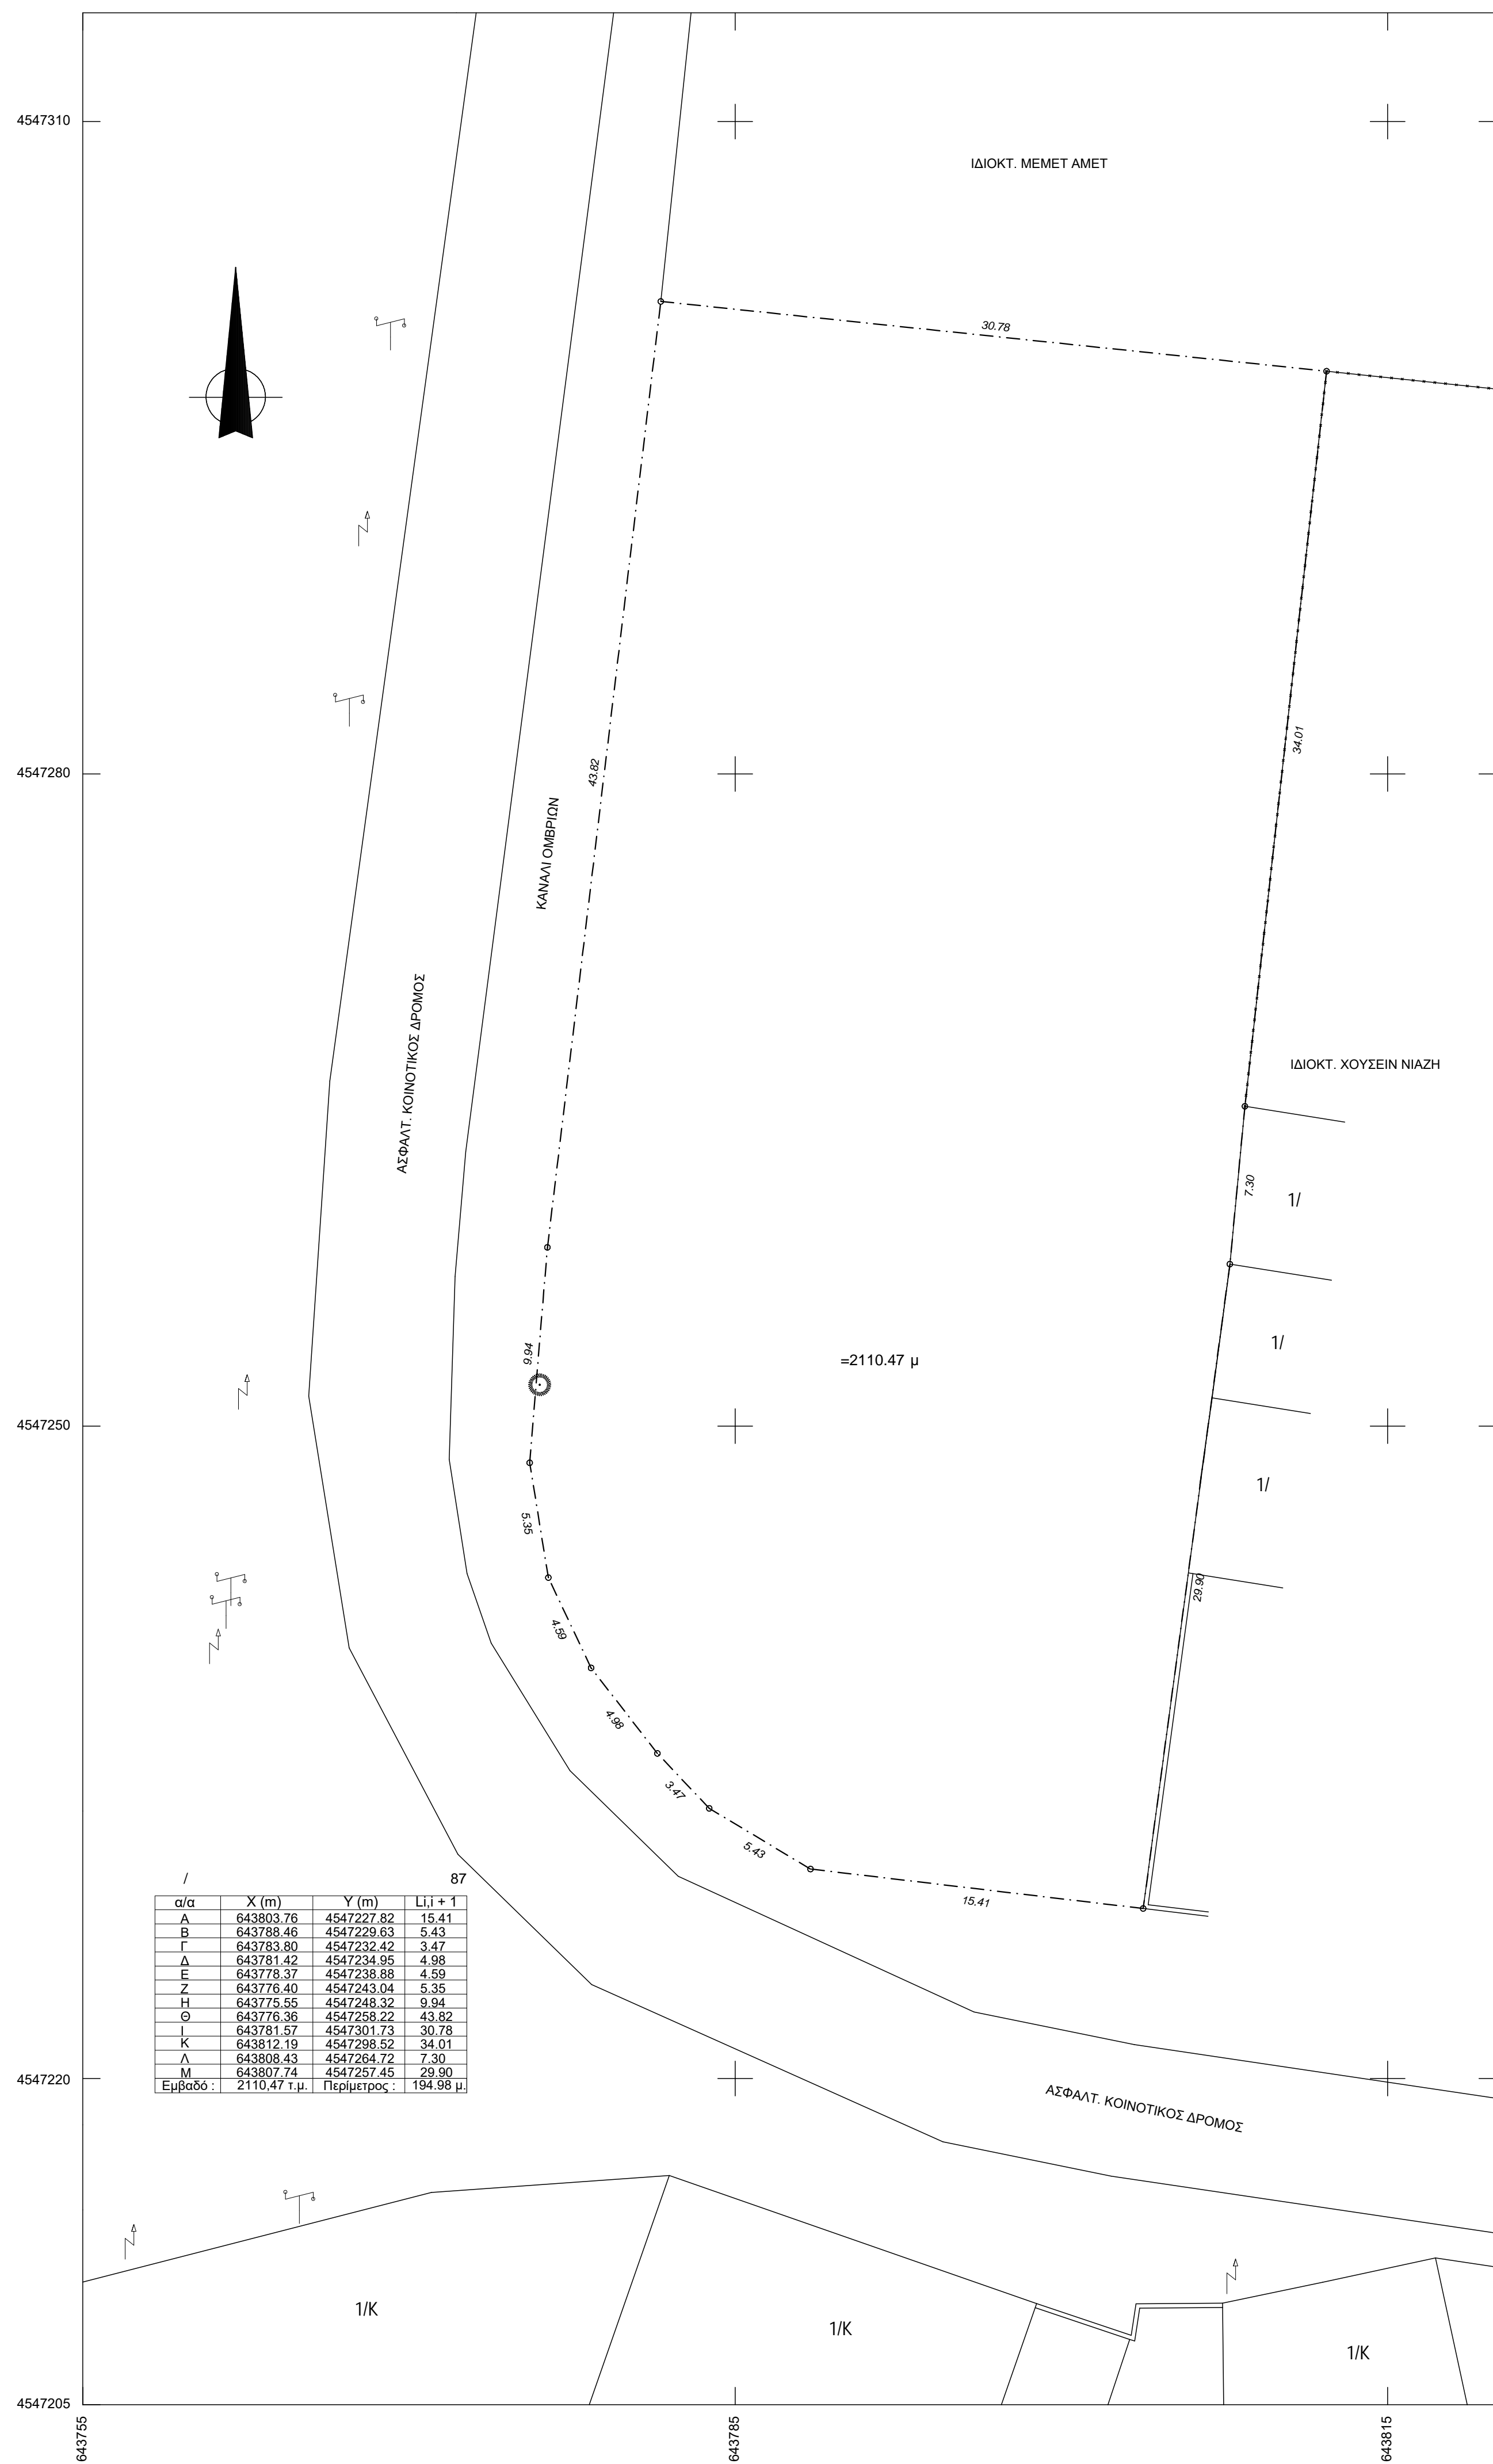 4547310
ΙΔΙΟΚΤ. ΜΕΜΕΤ ΑΜΕΤ
30.78
34.01
4547280
43.82
ΚΑΝΑΛΙ ΟΜΒΡΙΩΝ
ΑΣΦΑΛΤ. ΚΟΙΝΟΤΙΚΟΣ ΔΡΟΜΟΣ
ΙΔΙΟΚΤ. ΧΟΥΣΕΙΝ ΝΙΑΖΗ
7.30
1/
9.94
=2110.47 μ
1/
4547250
1/
5.35
29.90
4.59
4.98
3.47
5.43
15.41
/ 87
α/α X (m) Y (m) Li,i + 1
Α 643803.76 4547227.82 15.41
Β 643788.46 4547229.63 5.43
Γ 643783.80 4547232.42 3.47
Δ 643781.42 4547234.95 4.98
Ε 643778.37 4547238.88 4.59
Ζ 643776.40 4547243.04 5.35
Η 643775.55 4547248.32 9.94
Θ 643776.36 4547258.22 43.82
Ι 643781.57 4547301.73 30.78
Κ 643812.19 4547298.52 34.01
Λ 643808.43 4547264.72 7.30
Μ 643807.74 4547257.45 29.90
Εμβαδό : 2110,47 τ.μ. Περίμετρος : 194.98 μ.
4547220
ΑΣΦΑΛΤ. ΚΟΙΝΟΤΙΚΟΣ ΔΡΟΜΟΣ
1/Κ
1/Κ
1/Κ
4547205
643755
643785
643815